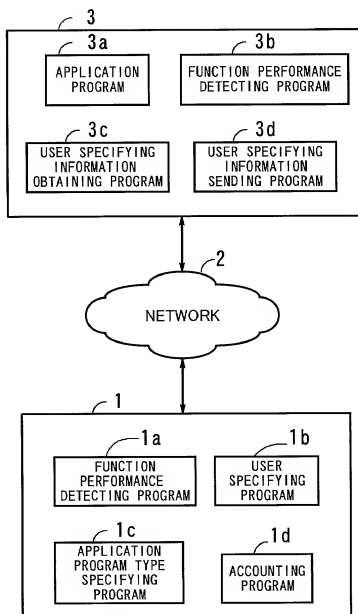 3
3a
3b
APPLICATION
PROGRAM
FUNCTION PERFORMANCE
DETECTING PROGRAM
3c
3d
USER SPECIFYING
INFORMATION
OBTAINING PROGRAM
USER SPECIFYING
INFORMATION
SENDING PROGRAM
2
NETWORK
1
1a
1b
FUNCTION
PERFORMANCE
DETECTING PROGRAM
USER
SPECIFYING
PROGRAM
1c
1d
APPLICATION
PROGRAM TYPE
SPECIFYING
PROGRAM
ACCOUNTING
PROGRAM